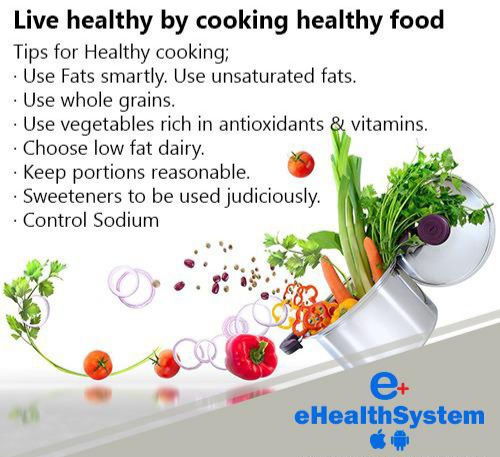 Live healthy by cooking healthy food
Tips for Healthy cooking;
· Use Fats smartly. Use unsaturated fats.
· Use whole grains.
· Use vegetables rich in antioxidants & vitamins.
· Choose low fat dairy.
· Keep portions reasonable.
· Sweeteners to be used judiciously.
· Control Sodium
e+
eHealthSystem